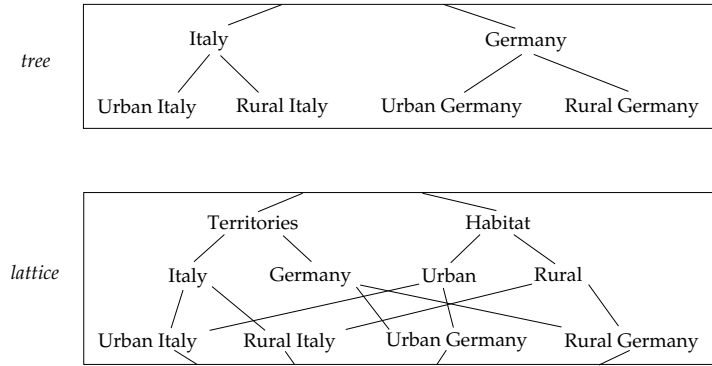 Italy Germany
tree
Urban Italy Rural Italy Urban Germany Rural Germany
Territories Habitat
lattice Italy Germany Urban Rural
Urban Italy Rural Italy Urban Germany Rural Germany